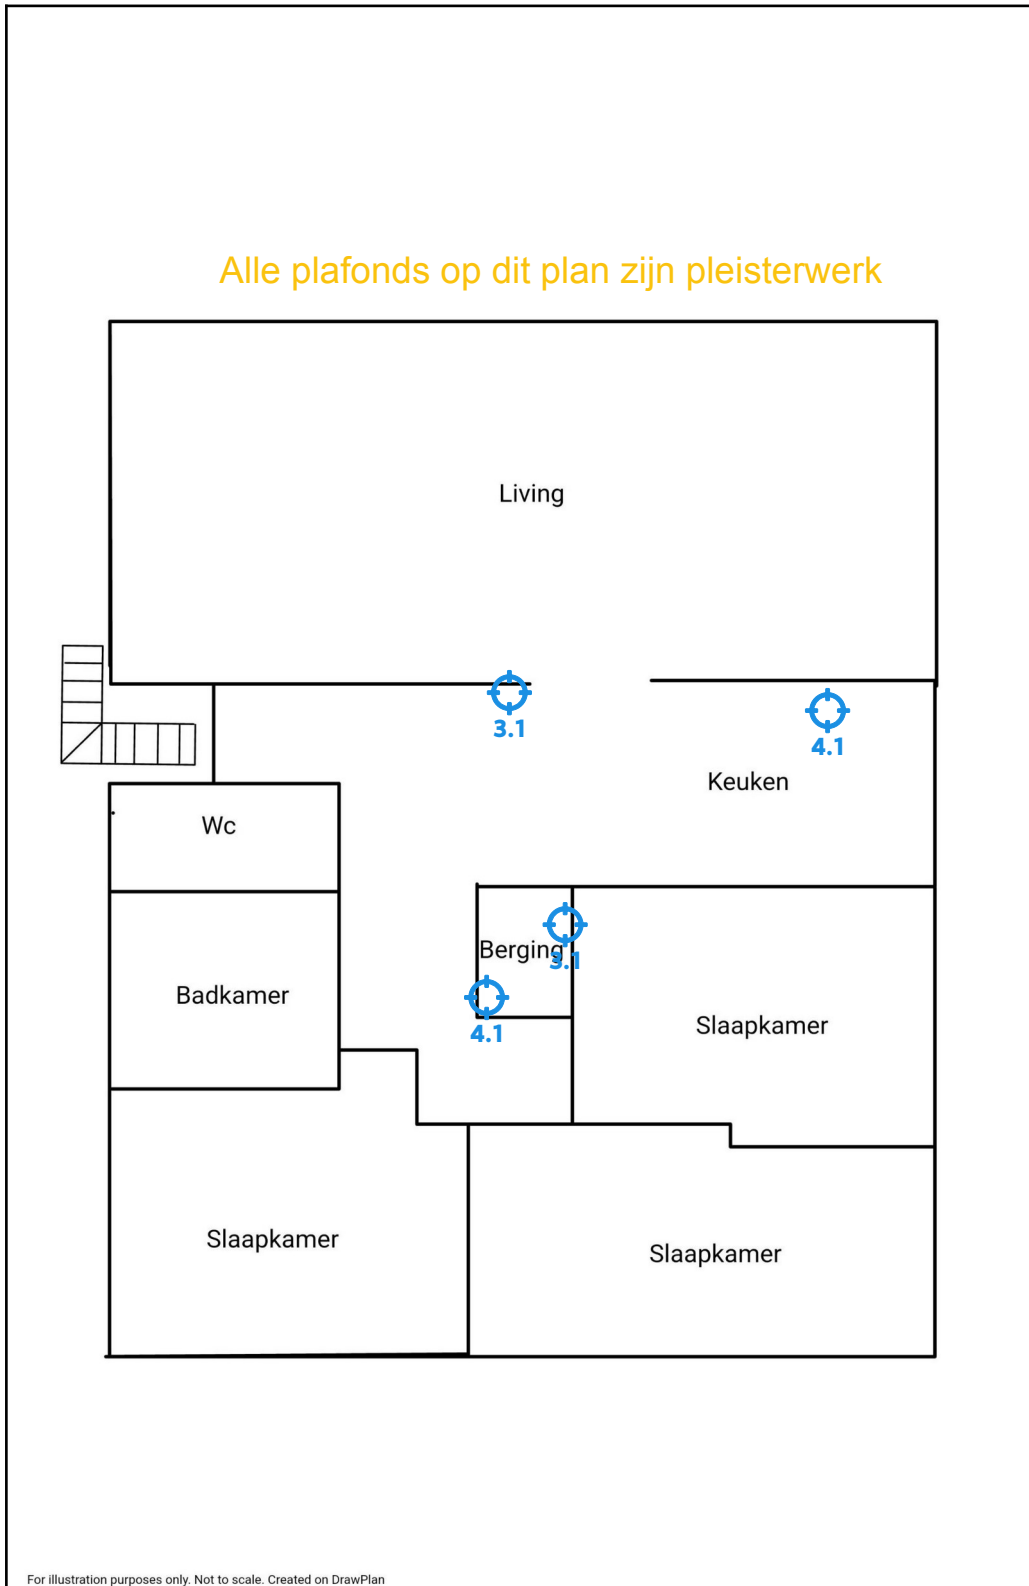 Alle plafonds op dit plan zijn pleisterwerk
Living
3.1
4.1
Keuken
Wc
Berging
3.1
Badkamer
4.1
Slaapkamer
Slaapkamer
Slaapkamer
For illustration purposes only. Not to scale. Created on DrawPlan